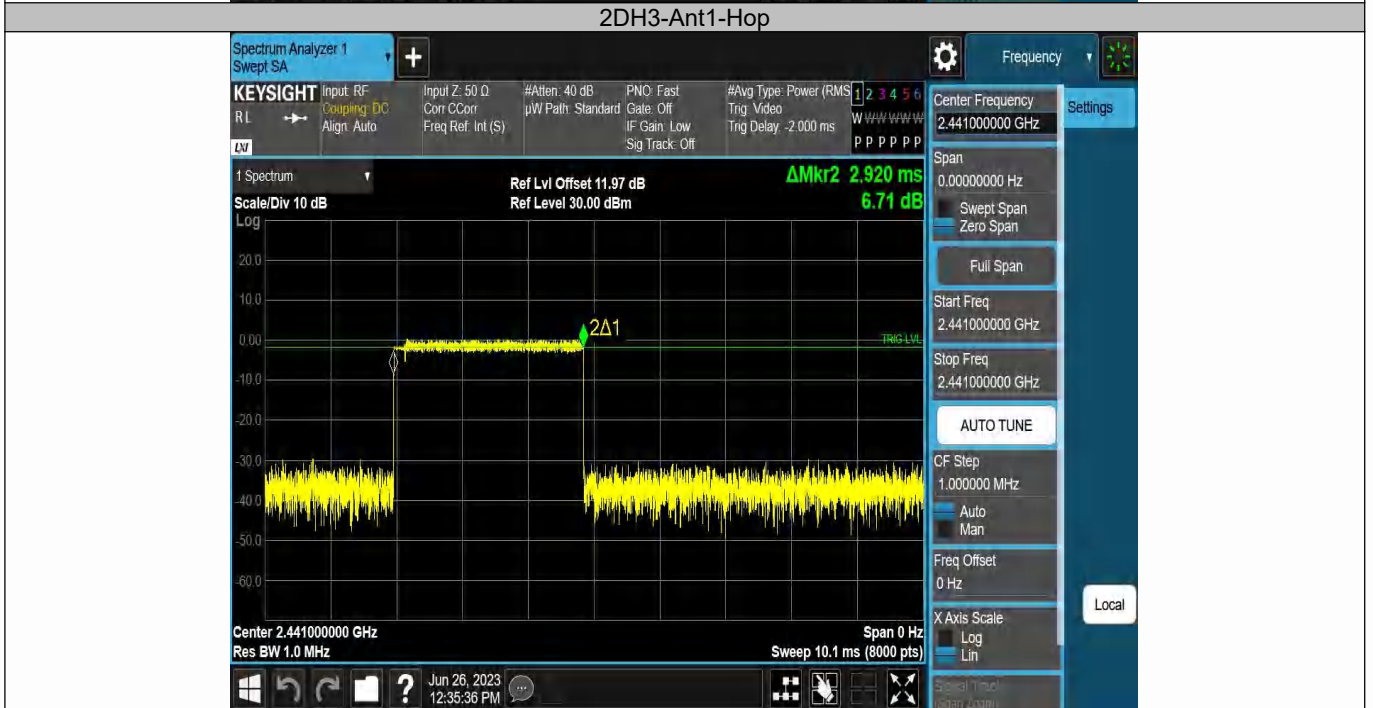 2DH3-Ant1-Hop
Spectrum Analyzer 1
Swept SA
+
Frequency
KEYSIGHT
RL
LXI
Input: RF
Coupling: DC
Align: Auto
Input Z: 50 Ω
Corr CCorr
Freq Ref: Int (S)
#Atten: 40 dB
µW Path: Standard
PNO: Fast
Gate: Off
IF Gain: Low
Sig Track: Off
#Avg Type: Power (RMS
Trig: Video
Trig Delay: -2.000 ms
1 2 3 4 5 6
W W W W W W
P P P P P P
Center Frequency
2.441000000 GHz
Settings
1 Spectrum
Scale/Div 10 dB
Log
Ref Lvl Offset 11.97 dB
Ref Level 30.00 dBm
ΔMkr2 2.920 ms
6.71 dB
Span
0.00000000 Hz
Swept Span
Zero Span
Full Span
Start Freq
2.441000000 GHz
Stop Freq
2.441000000 GHz
AUTO TUNE
CF Step
1.000000 MHz
Auto
Man
Freq Offset
0 Hz
X Axis Scale
Log
Lin
Local
20.0
10.0
0.00
-10.0
-20.0
-30.0
-40.0
-50.0
-60.0
2Δ1
TRIG LVL
Center 2.441000000 GHz
Res BW 1.0 MHz
Span 0 Hz
Sweep 10.1 ms (8000 pts)
?
Jun 26, 2023
12:35:36 PM
Signal Track
(Span Zoom)